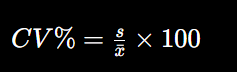 CV% = s/x̄ × 100